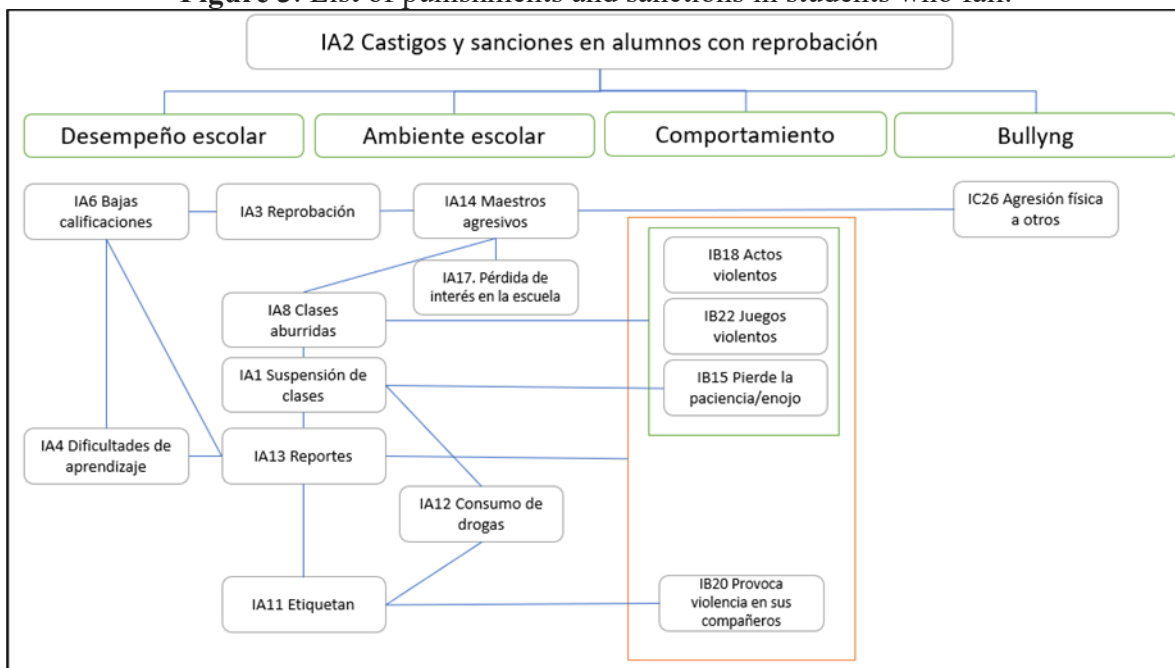 Figure 3. List of punishments and sanctions in students who fail.
IA2 Castigos y sanciones en alumnos con reprobación
Desempeño escolar
Ambiente escolar
Comportamiento
Bullyng
IA6 Bajas
calificaciones
IA3 Reprobación
IA14 Maestros
agresivos
IC26 Agresión física
a otros
IA17. Pérdida de
interés en la escuela
IB18 Actos
violentos
IA8 Clases
aburridas
IB22 Juegos
violentos
IA1 Suspensión de
clases
IB15 Pierde la
paciencia/enojo
IA4 Dificultades de
aprendizaje
IA13 Reportes
IA12 Consumo de
drogas
IA11 Etiquetan
IB20 Provoca
violencia en sus
compañeros